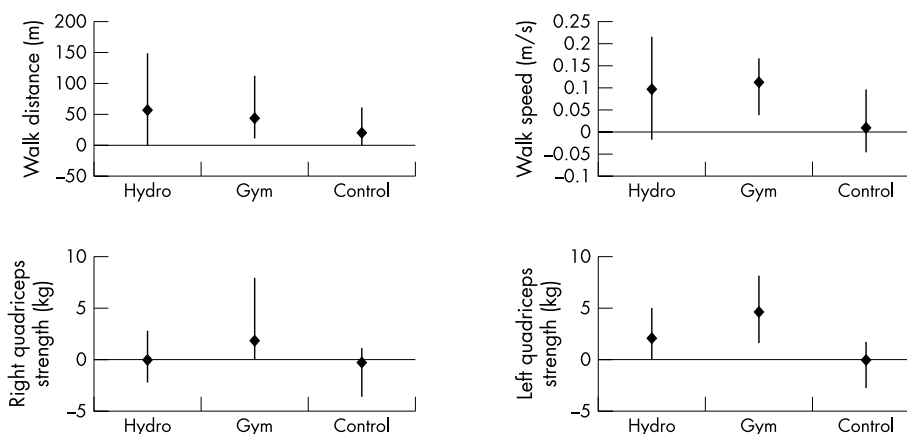 Walk distance (m)
200
150
100
50
0
–50
Hydro Gym Control
Walk speed (m/s)
0.25
0.2
0.15
0.1
0.05
0
–0.05
–0.1
Hydro Gym Control
Right quadriceps
strength (kg)
10
5
0
–5
Hydro Gym Control
Left quadriceps
strength (kg)
10
5
0
–5
Hydro Gym Control